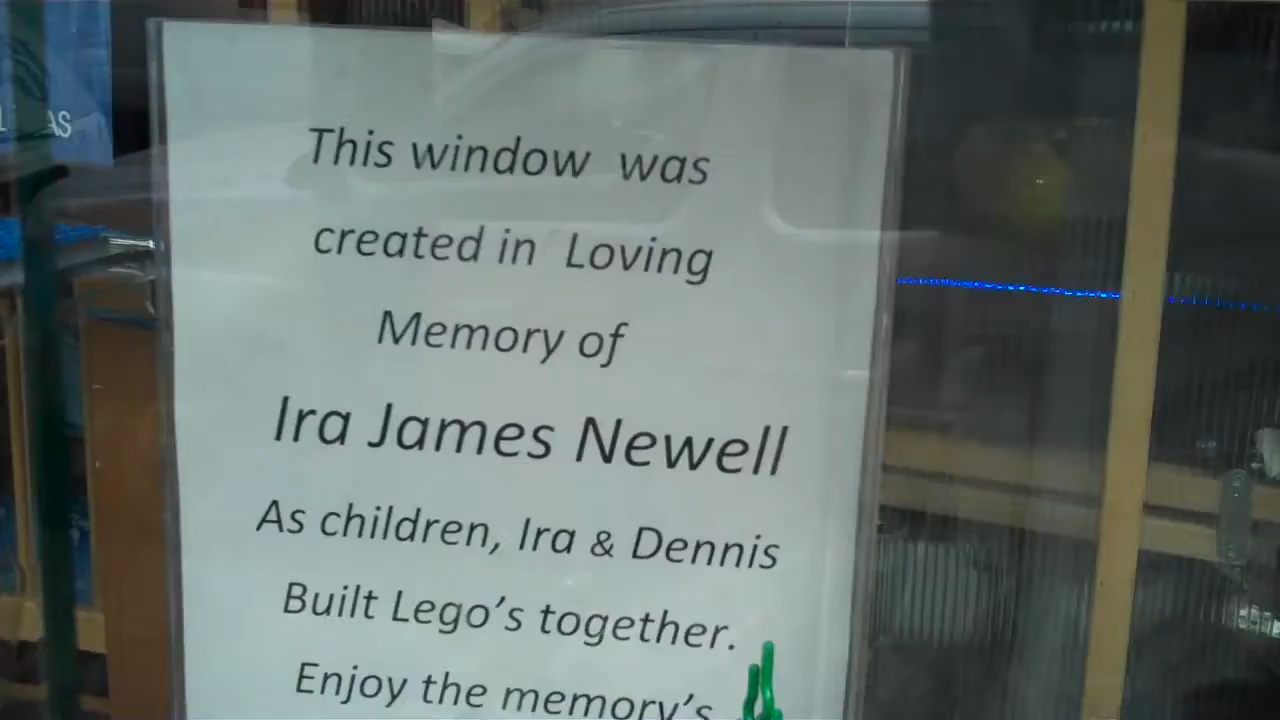 This window was
created in Loving
Memory of
Ira James Newell
As children, Ira & Dennis
Built Lego's together.
Enjoy the memory's
AS